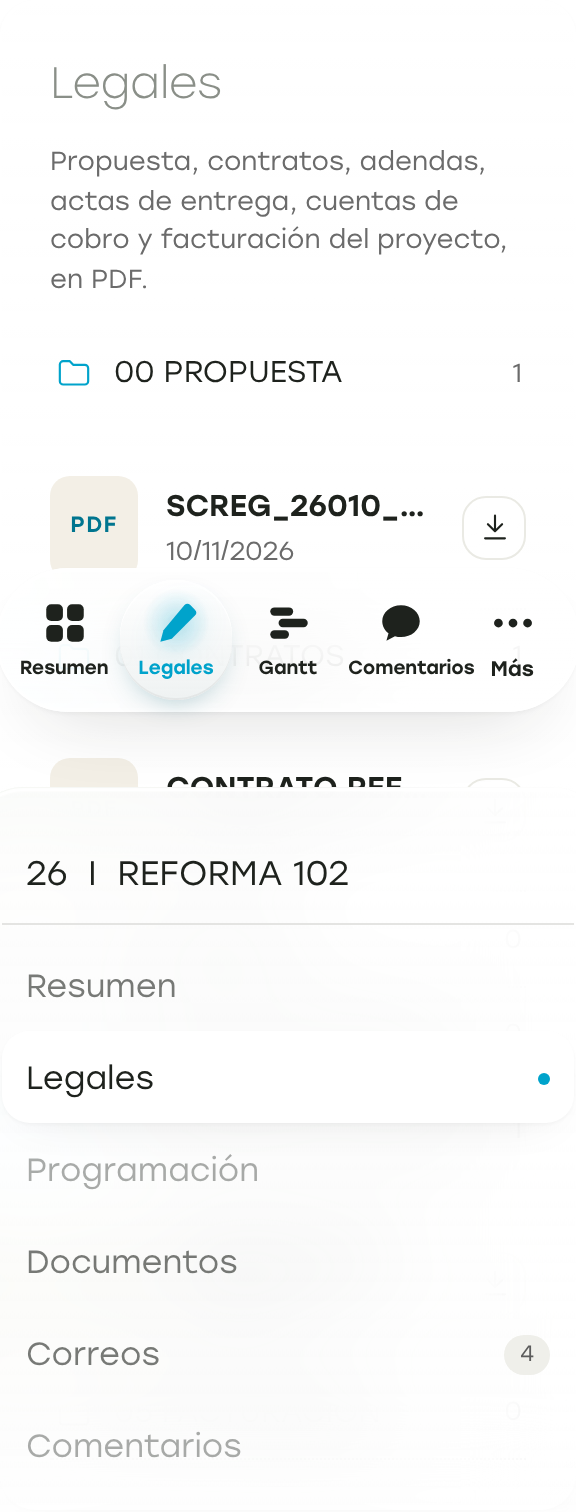 Legales
Propuesta, contratos, adendas,
actas de entrega, cuentas de
cobro y facturación del proyecto,
en PDF.
00 PROPUESTA 1
PDF
SCREG_26010_...
10/11/2026
Resumen Legales Gantt Comentarios Más
26 | REFORMA 102
Resumen
Legales
Programación
Documentos
Correos 4
Comentarios